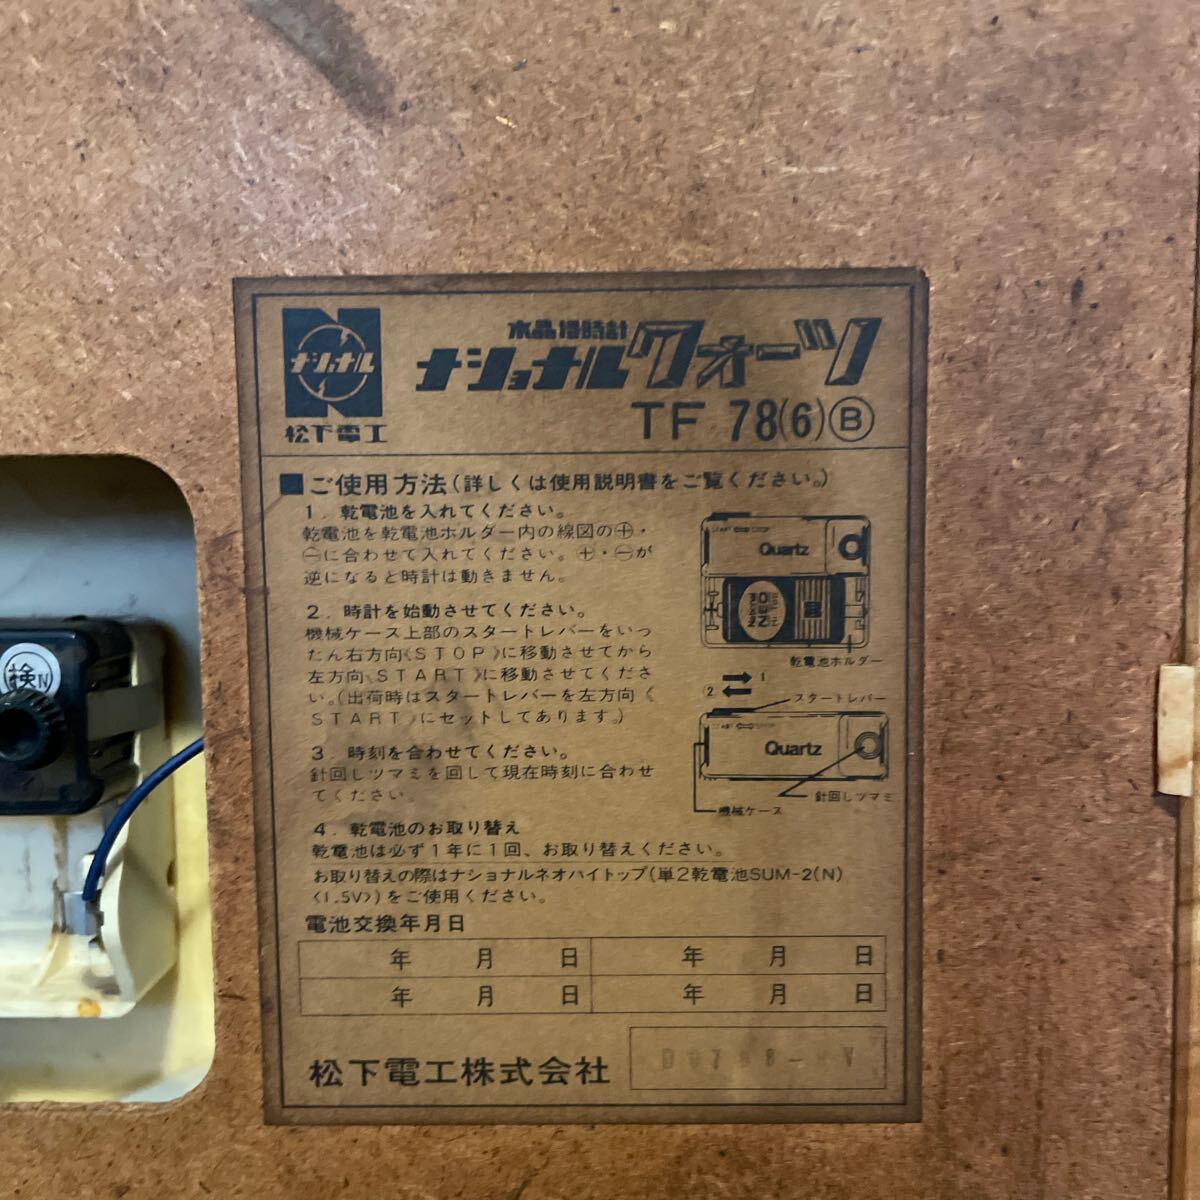 ナショナル
松下電工
水晶掛時計
ナショナルクォーツ
TF 78(6)Ⓑ
■ご使用方法(詳しくは使用説明書をご覧ください。)
1. 乾電池を入れてください。
乾電池を乾電池ホルダー内の線図の⊕・
⊖に合わせて入れてください。⊕・⊖が
逆になると時計は動きません。
2. 時計を始動させてください。
機械ケース上部のスタートレバーをいっ
たん右方向《STOP》に移動させてから
左方向《START》に移動させてくださ
い。(出荷時はスタートレバーを左方向《
START》にセットしてあります。)
3. 時刻を合わせてください。
針回しツマミを回して現在時刻に合わせ
てください。
4. 乾電池のお取り替え
乾電池は必ず1年に1回、お取り替えください。
お取り替えの際はナショナルネオハイトップ(単2乾電池SUM-2(N)
〈1.5V〉)をご使用ください。
START STOP
Quartz
乾電池ホルダー
1
2
スタートレバー
Quartz
針回しツマミ
機械ケース
電池交換年月日
年 月 日 年 月 日
年 月 日 年 月 日
松下電工株式会社
検N